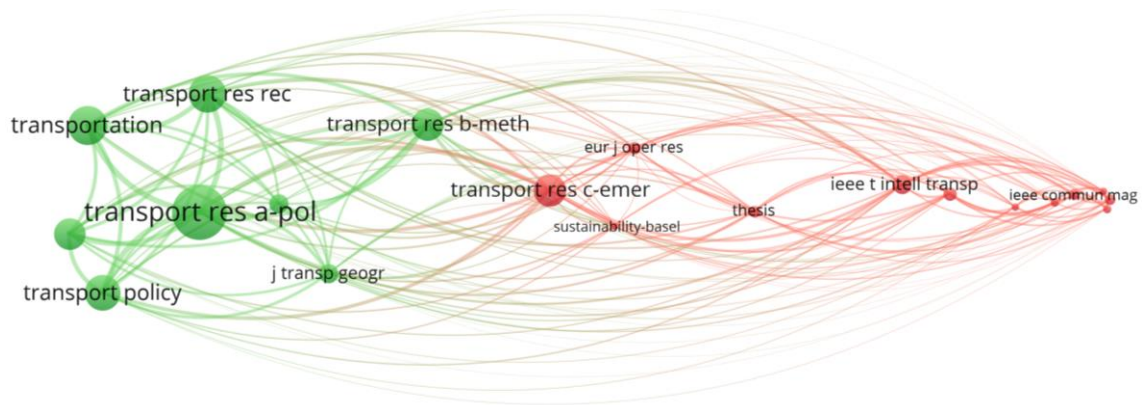 transport res rec
transportation
transport res b-meth
eur j oper res
transport res c-emer
ieee t intell transp
ieee commun mag
transport res a-pol
thesis
sustainability-basel
j transp geogr
transport policy